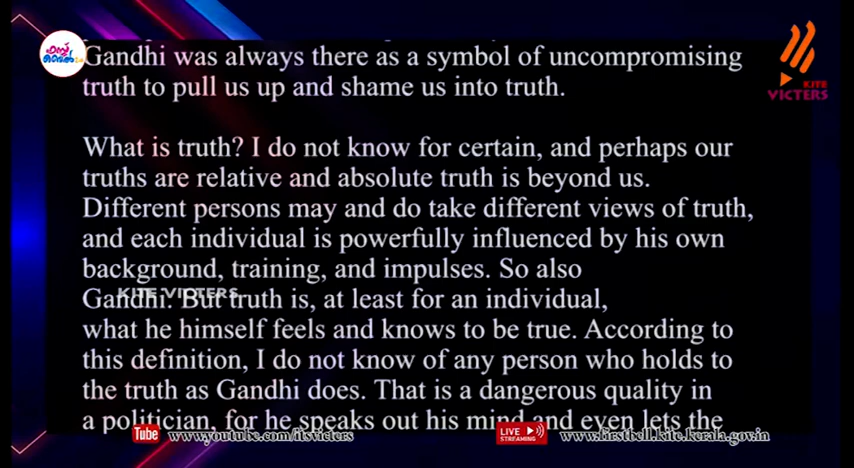 Gandhi was always there as a symbol of uncompromising
truth to pull us up and shame us into truth.
KITE
VICTERS
What is truth? I do not know for certain, and perhaps our
truths are relative and absolute truth is beyond us.
Different persons may and do take different views of truth,
and each individual is powerfully influenced by his own
background, training, and impulses. So also
Gandhi. But truth is, at least for an individual,
KITE VICTERS
what he himself feels and knows to be true. According to
this definition, I do not know of any person who holds to
the truth as Gandhi does. That is a dangerous quality in
a politician, for he speaks out his mind and even lets the
Tube www.youtube.com/itsvicters
LIVE STREAMING www.firstbell.kite.kerala.gov.in